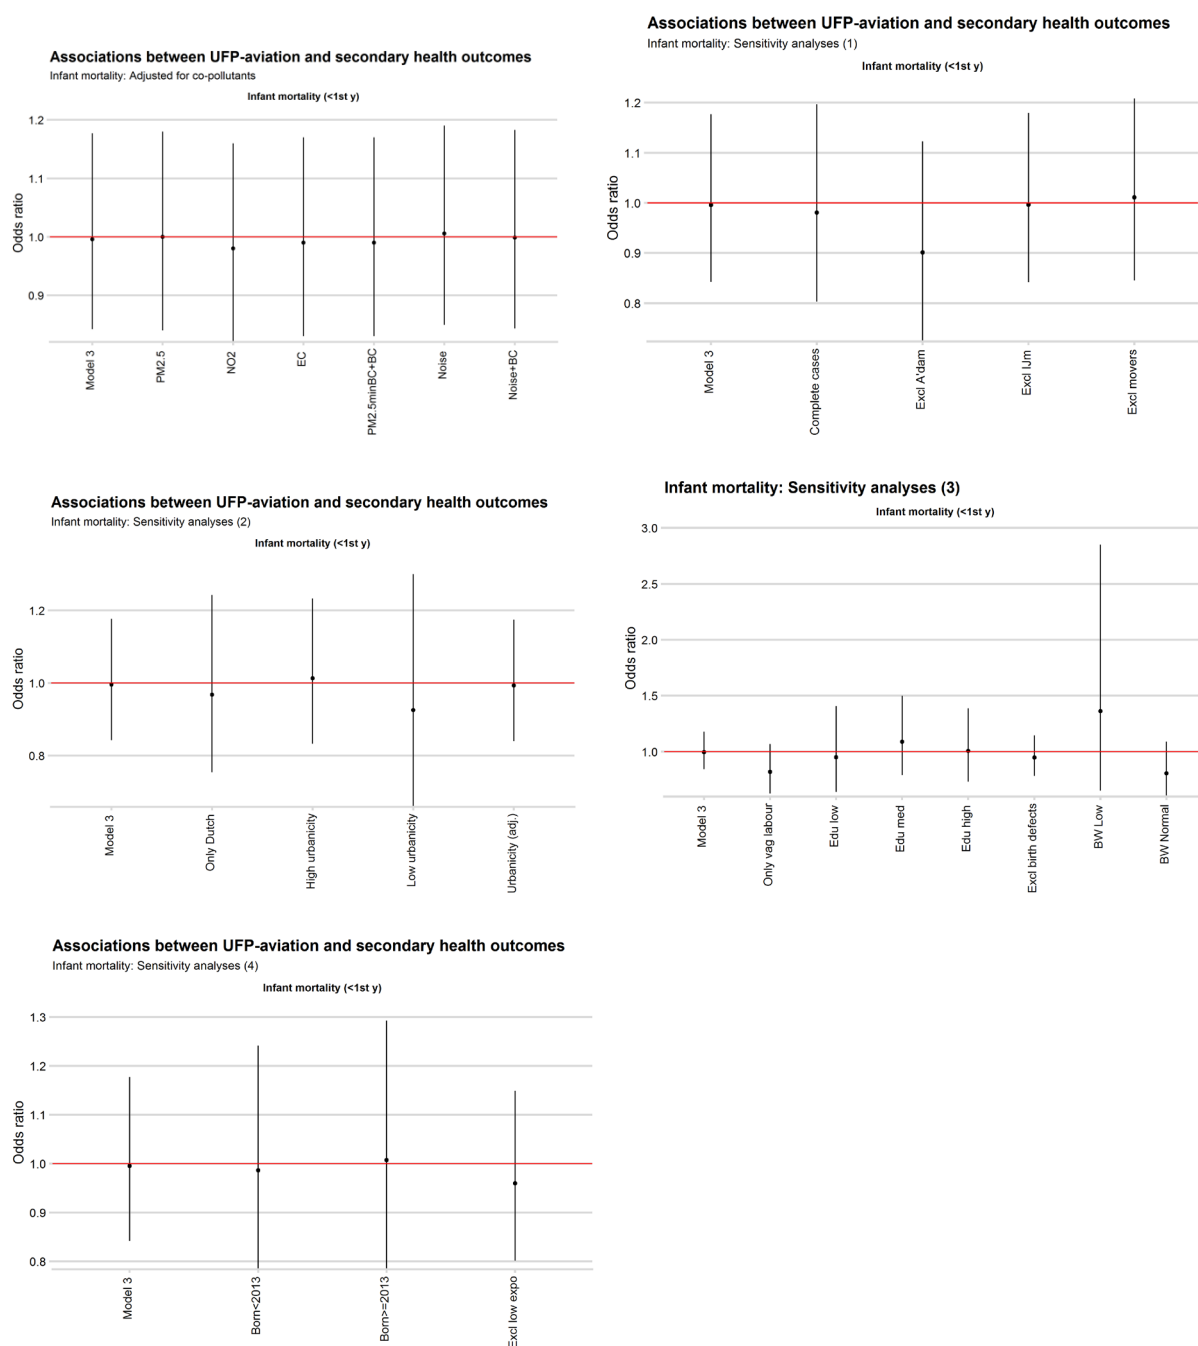 Associations between UFP-aviation and secondary health outcomes
Infant mortality: Adjusted for co-pollutants
Infant mortality (<1st y)
Odds ratio
1.2
1.1
1.0
0.9
Model 3
PM2.5
NO2
EC
PM2.5minBC+BC
Noise
Noise+BC
Associations between UFP-aviation and secondary health outcomes
Infant mortality: Sensitivity analyses (1)
Infant mortality (<1st y)
Odds ratio
1.2
1.1
1.0
0.9
0.8
Model 3
Complete cases
Excl A'dam
Excl IJm
Excl movers
Associations between UFP-aviation and secondary health outcomes
Infant mortality: Sensitivity analyses (2)
Infant mortality (<1st y)
Odds ratio
1.2
1.0
0.8
Model 3
Only Dutch
High urbanicity
Low urbanicity
Urbanicity (adj.)
Infant mortality: Sensitivity analyses (3)
Infant mortality (<1st y)
Odds ratio
3.0
2.5
2.0
1.5
1.0
Model 3
Only vag labour
Edu low
Edu med
Edu high
Excl birth defects
BW Low
BW Normal
Associations between UFP-aviation and secondary health outcomes
Infant mortality: Sensitivity analyses (4)
Infant mortality (<1st y)
Odds ratio
1.3
1.2
1.1
1.0
0.9
0.8
Model 3
Born<2013
Born>=2013
Excl low expo